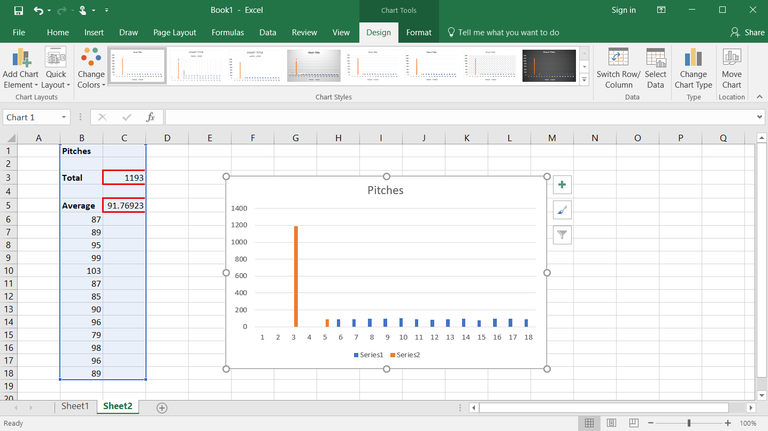 Book1 - Excel
Chart Tools
Sign in
File Home Insert Draw Page Layout Formulas Data Review View Design Format Tell me what you want to do Share
Add Chart Element
Quick Layout
Change Colors
Switch Row/ Column
Select Data
Change Chart Type
Move Chart
Chart Layouts Chart Styles Data Type Location
Chart 1
fx
A B C D E F G H I J K L M N O P Q
1 Pitches
2
3 Total 1193
4
5 Average 91.76923
6 87
7 89
8 95
9 99
10 103
11 87
12 85
13 90
14 96
15 79
16 98
17 96
18 89
19
20
Pitches
1400
1200
1000
800
600
400
200
0
1 2 3 4 5 6 7 8 9 10 11 12 13 14 15 16 17 18
Series1 Series2
Sheet1 Sheet2
Ready
100%